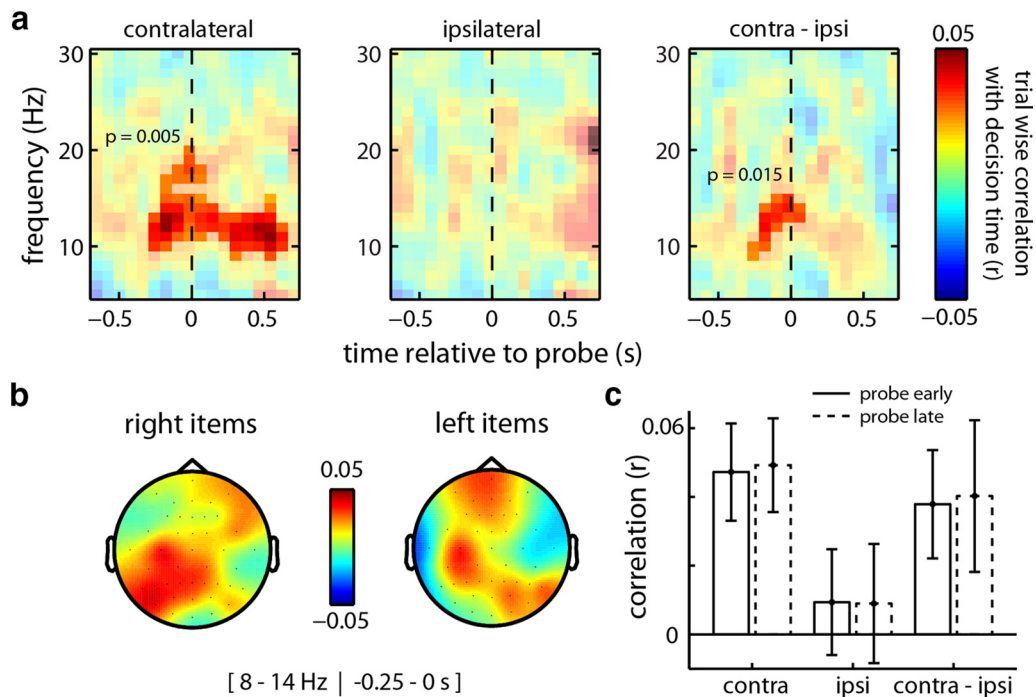 a
contralateral
ipsilateral
contra - ipsi
frequency (Hz)
30
20
10
p = 0.005
−0.5
0
0.5
30
20
10
−0.5
0
0.5
30
20
10
p = 0.015
−0.5
0
0.5
0.05
−0.05
trial wise correlation
with decision time (r)
time relative to probe (s)
b
right items
left items
0.05
−0.05
[ 8 - 14 Hz | -0.25 - 0 s ]
c
probe early
probe late
correlation (r)
0.06
0
contra
ipsi
contra - ipsi